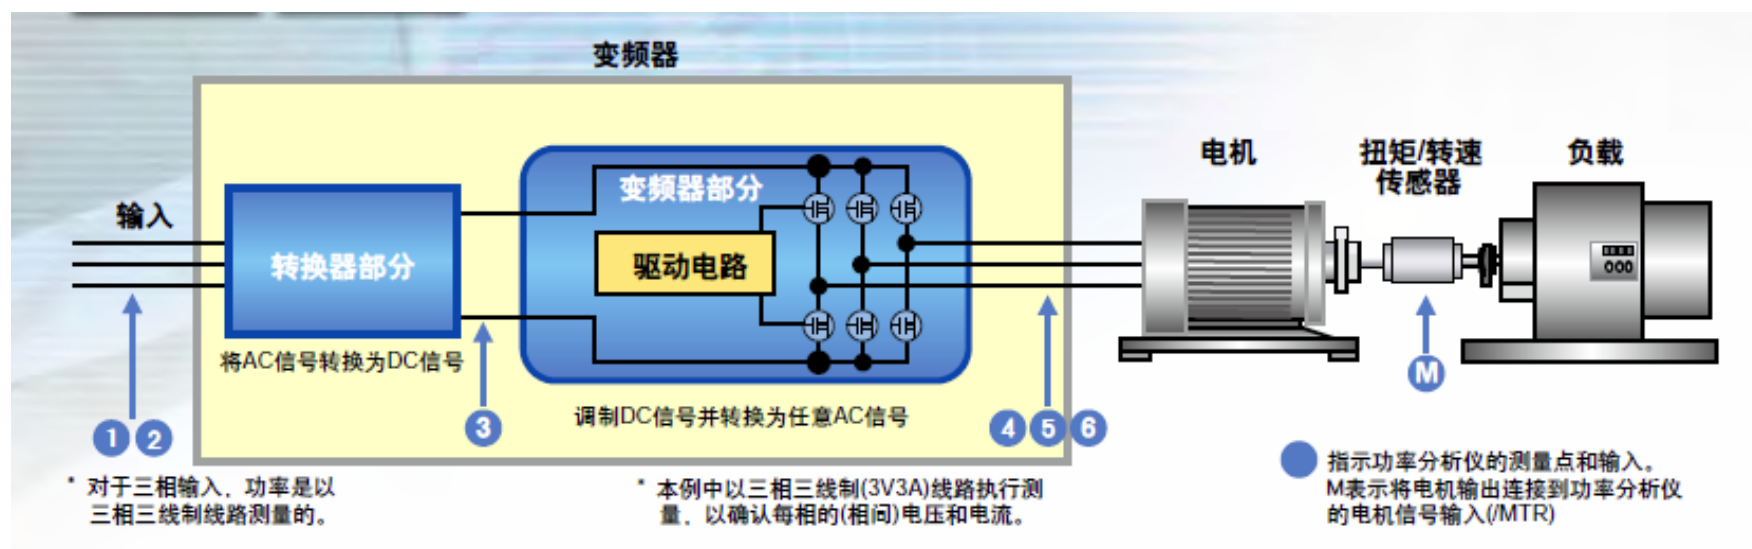 变频器
输入
转换器部分
将AC信号转换为DC信号
变频器部分
驱动电路
调制DC信号并转换为任意AC信号
电机
扭矩/转速
传感器
负载
1 2
3
4 5 6
M
* 对于三相输入，功率是以
三相三线制线路测量的。
* 本例中以三相三线制(3V3A)线路执行测
量，以确认每相的(相间)电压和电流。
指示功率分析仪的测量点和输入。
M表示将电机输出连接到功率分析仪
的电机信号输入(/MTR)